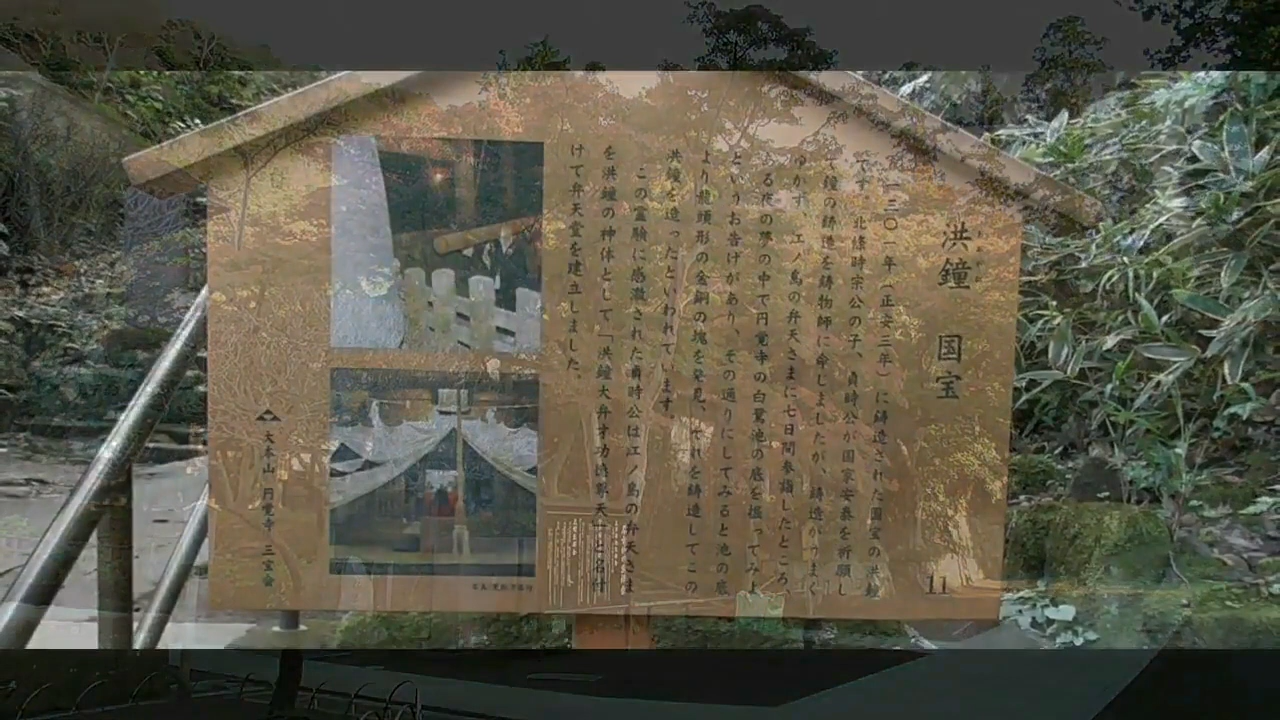 洪鐘 国宝
一三〇一年（正安三年）に鋳造された国宝の洪鐘
です。北條時宗公の子、貞時公が国家安泰を祈願し
て鐘の鋳造を鋳物師に命じましたが、鋳造がうまく
ゆかず、江ノ島の弁天さまに七日間参詣したところ、
ある夜の夢の中で円覚寺の白鷺池の底を掘ってみよ
というお告げがあり、その通りにしてみると池の底
より龍頭形の金銅の塊を発見、それを鋳造してこの
洪鐘を造ったといわれています。
この霊験に感激された貞時公は江ノ島の弁天さま
を洪鐘の神体として「洪鐘大弁才功徳尊天」と名付
けて弁天堂を建立しました。
大本山 円覚寺 三宝会
11